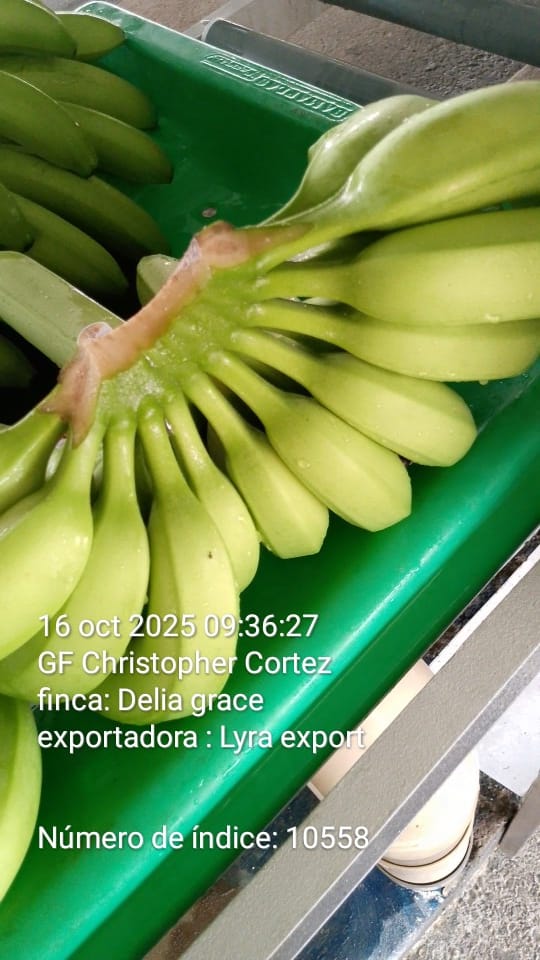 16 oct 2025 09:36:27
GF Christopher Cortez
finca: Delia grace
exportadora : Lyra export
Número de índice: 10558